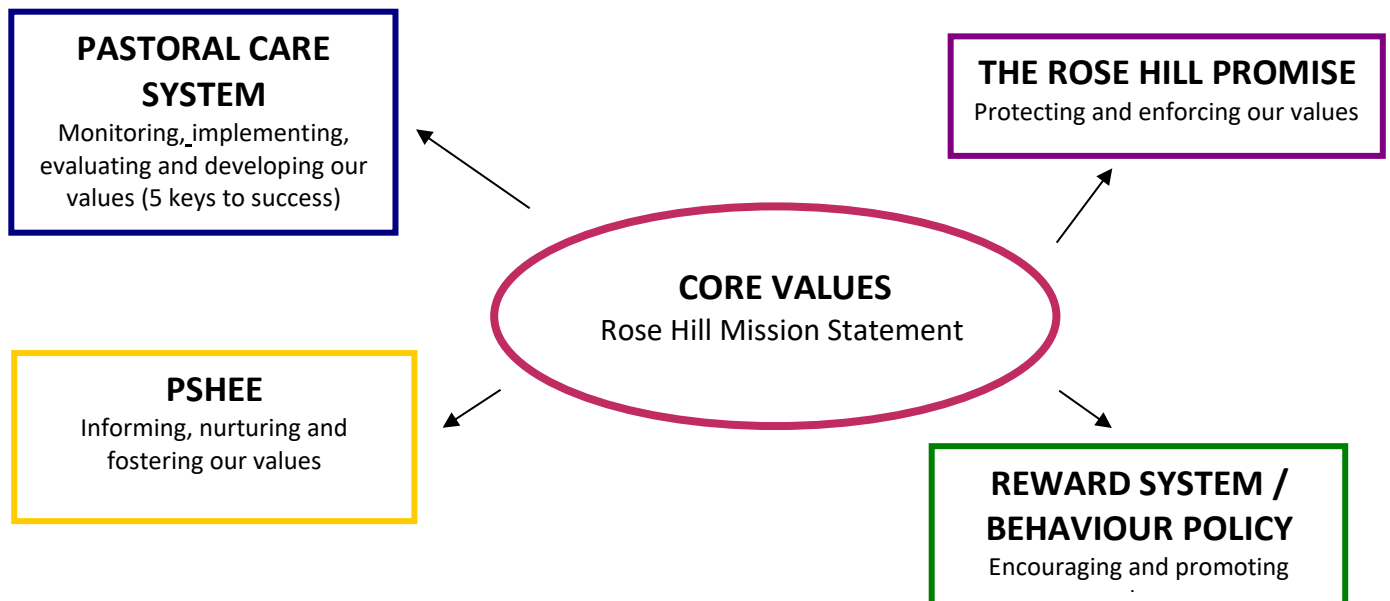 PASTORAL CARE
SYSTEM
Monitoring, implementing,
evaluating and developing our
values (5 keys to success)
THE ROSE HILL PROMISE
Protecting and enforcing our values
CORE VALUES
Rose Hill Mission Statement
PSHEE
Informing, nurturing and
fostering our values
REWARD SYSTEM /
BEHAVIOUR POLICY
Encouraging and promoting